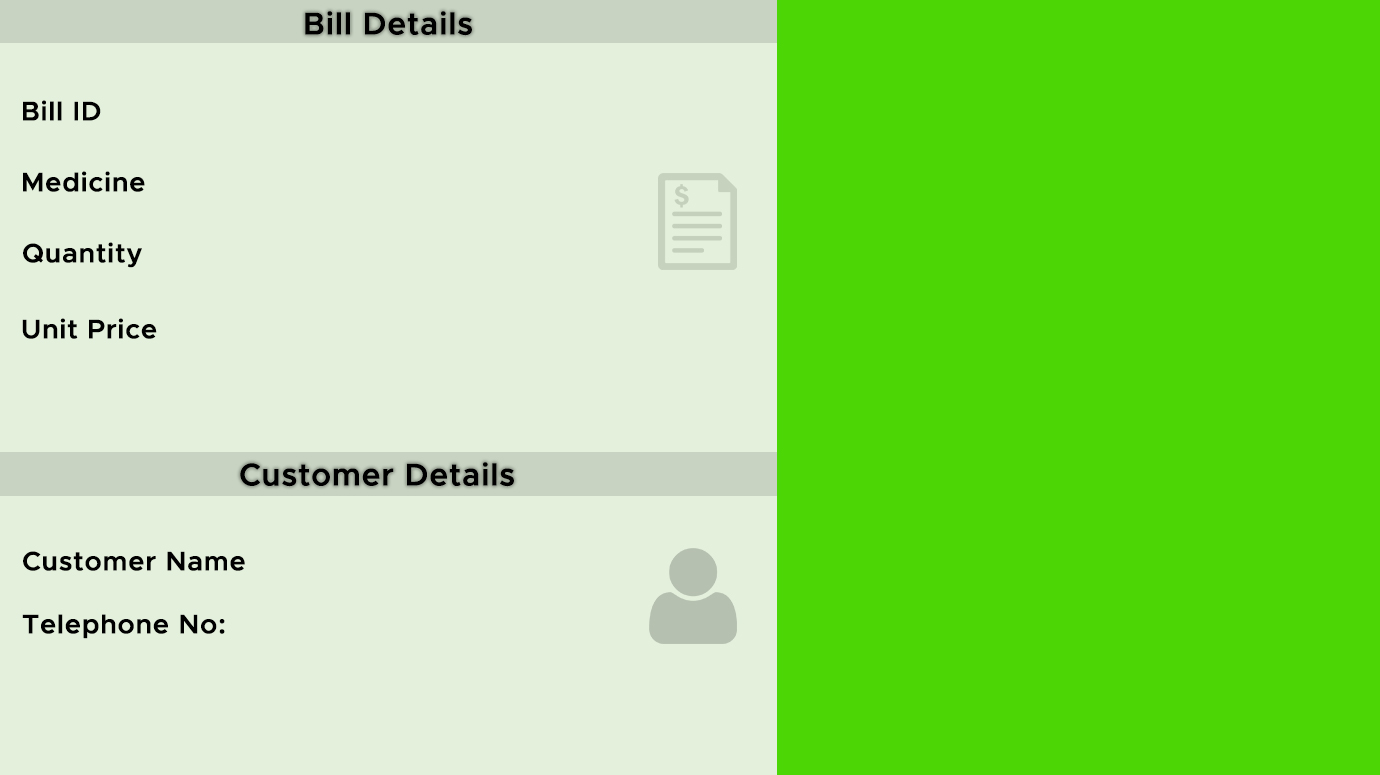 Bill Details
Bill ID
Medicine
$
Quantity
Unit Price
Customer Details
Customer Name
Telephone No: